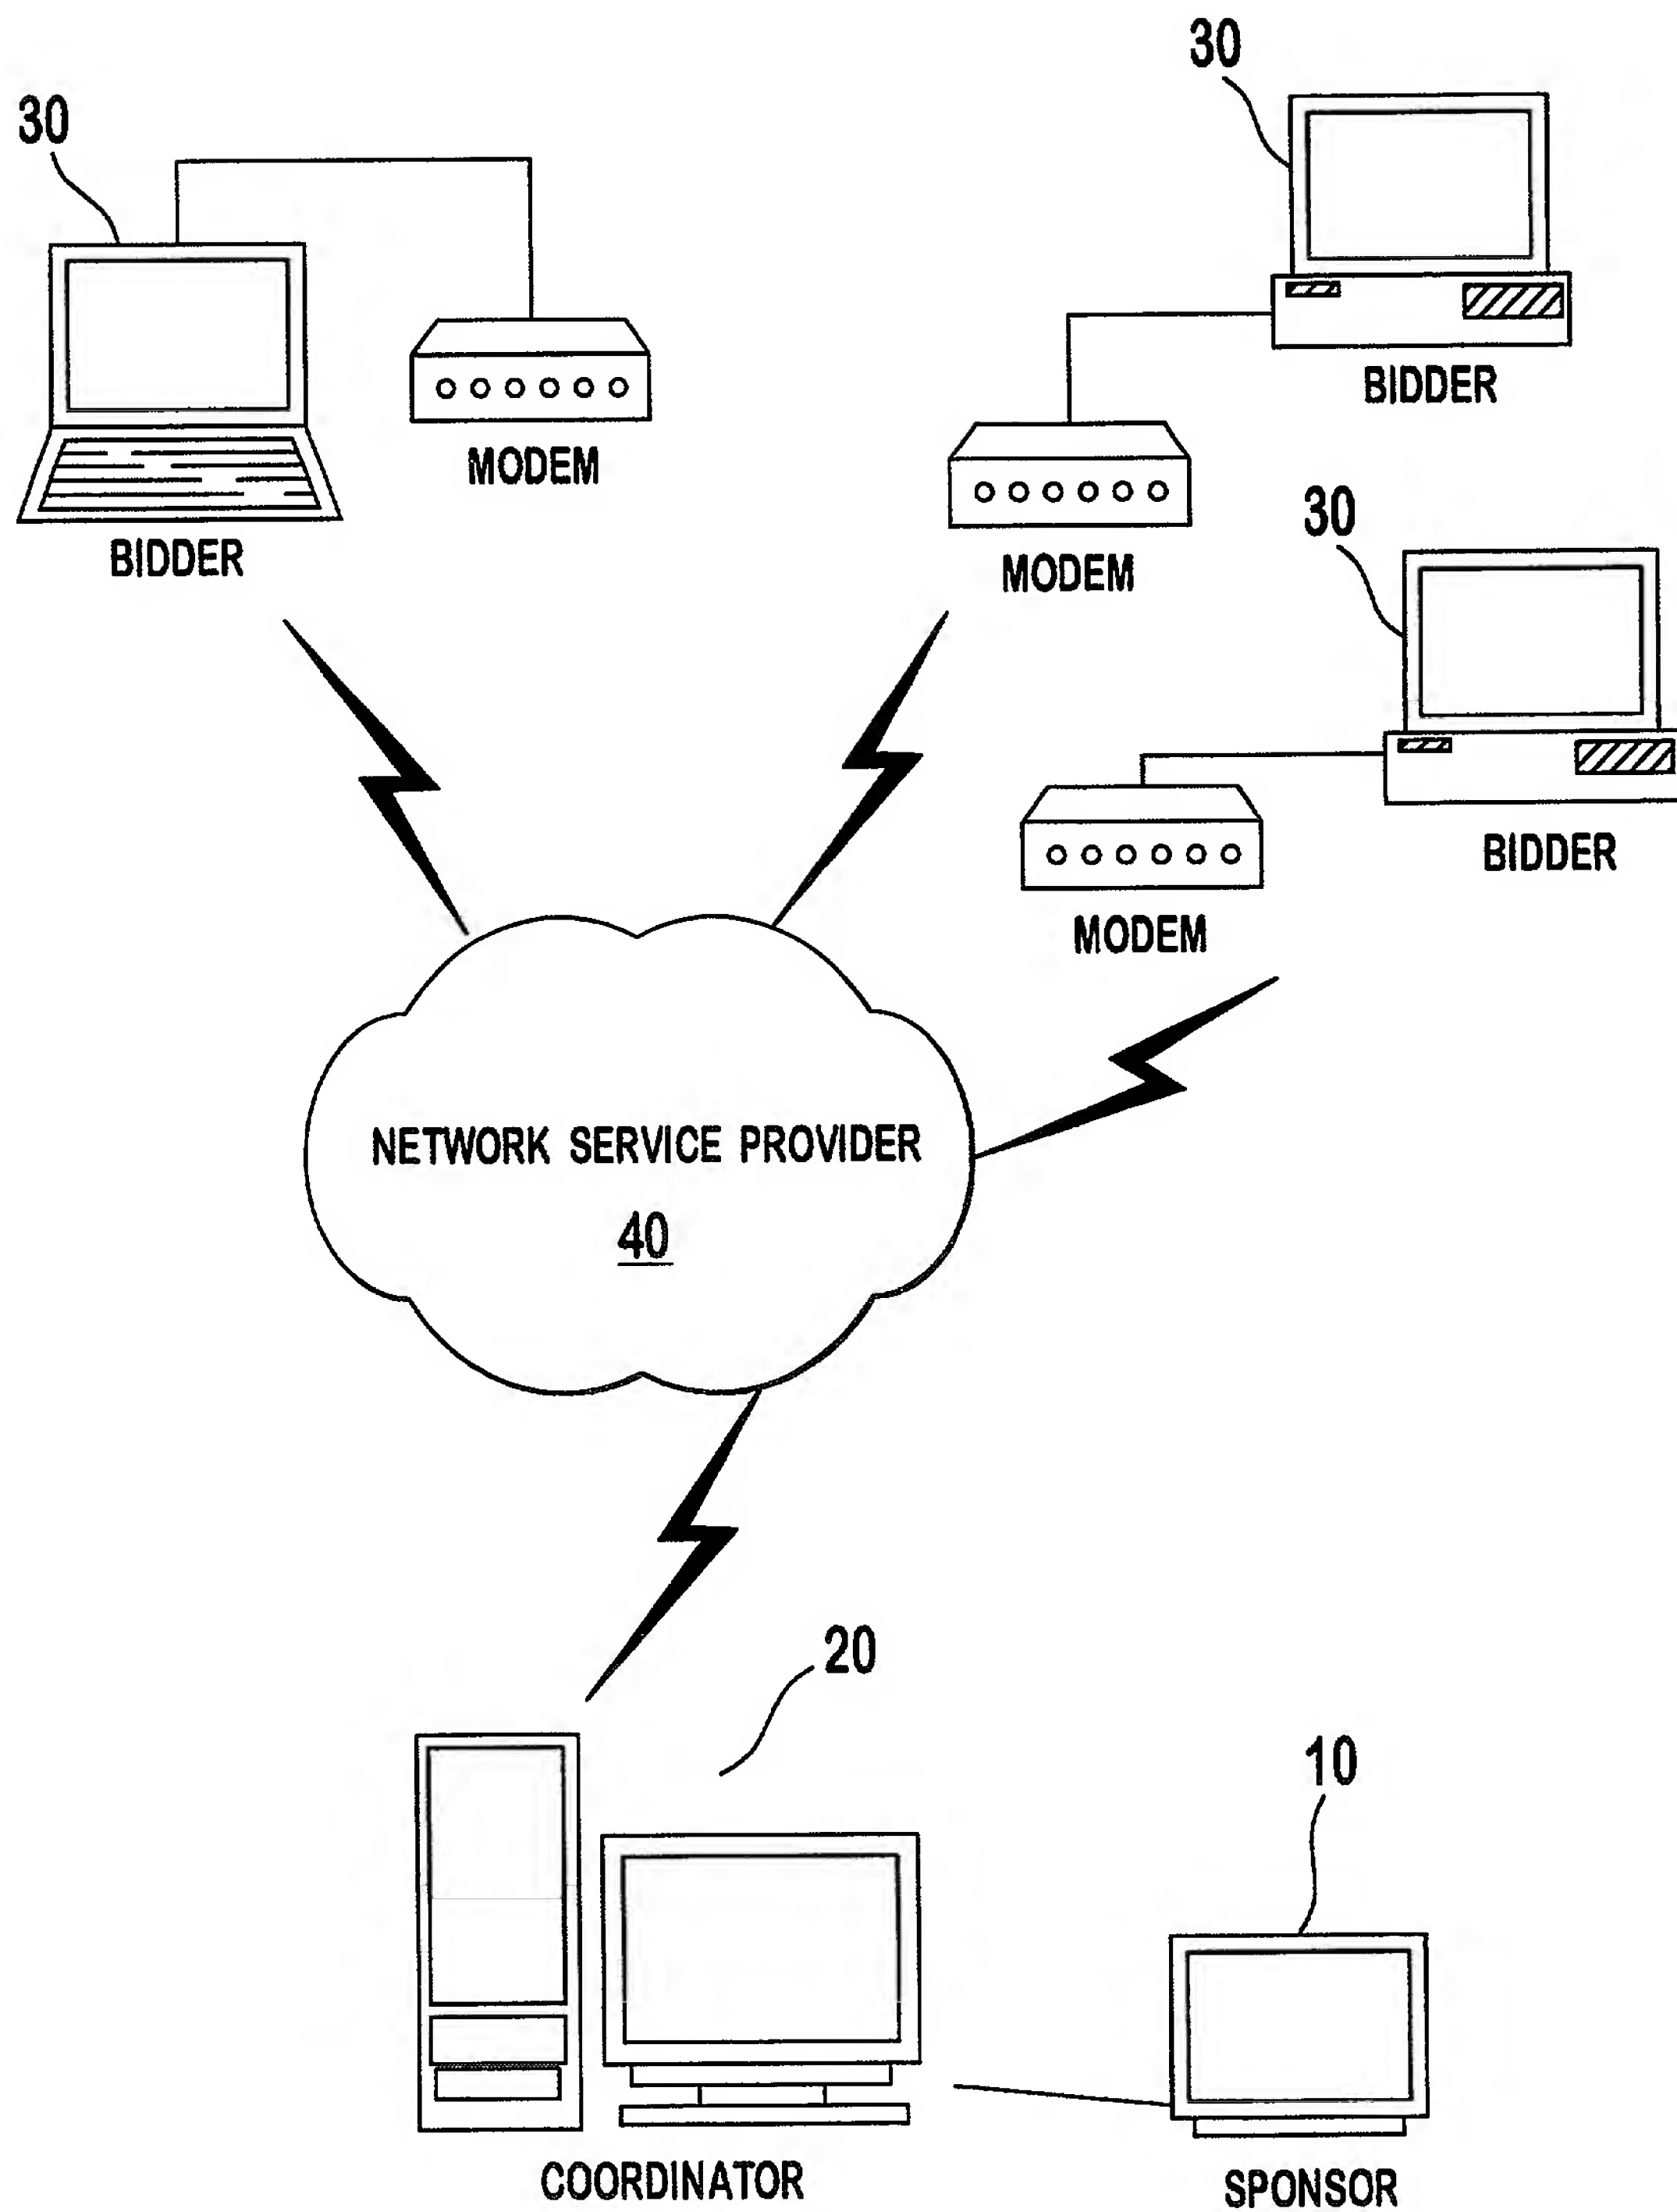 30
30
BIDDER
MODEM
BIDDER
MODEM
30
BIDDER
MODEM
NETWORK SERVICE PROVIDER
40
20
10
COORDINATOR
SPONSOR